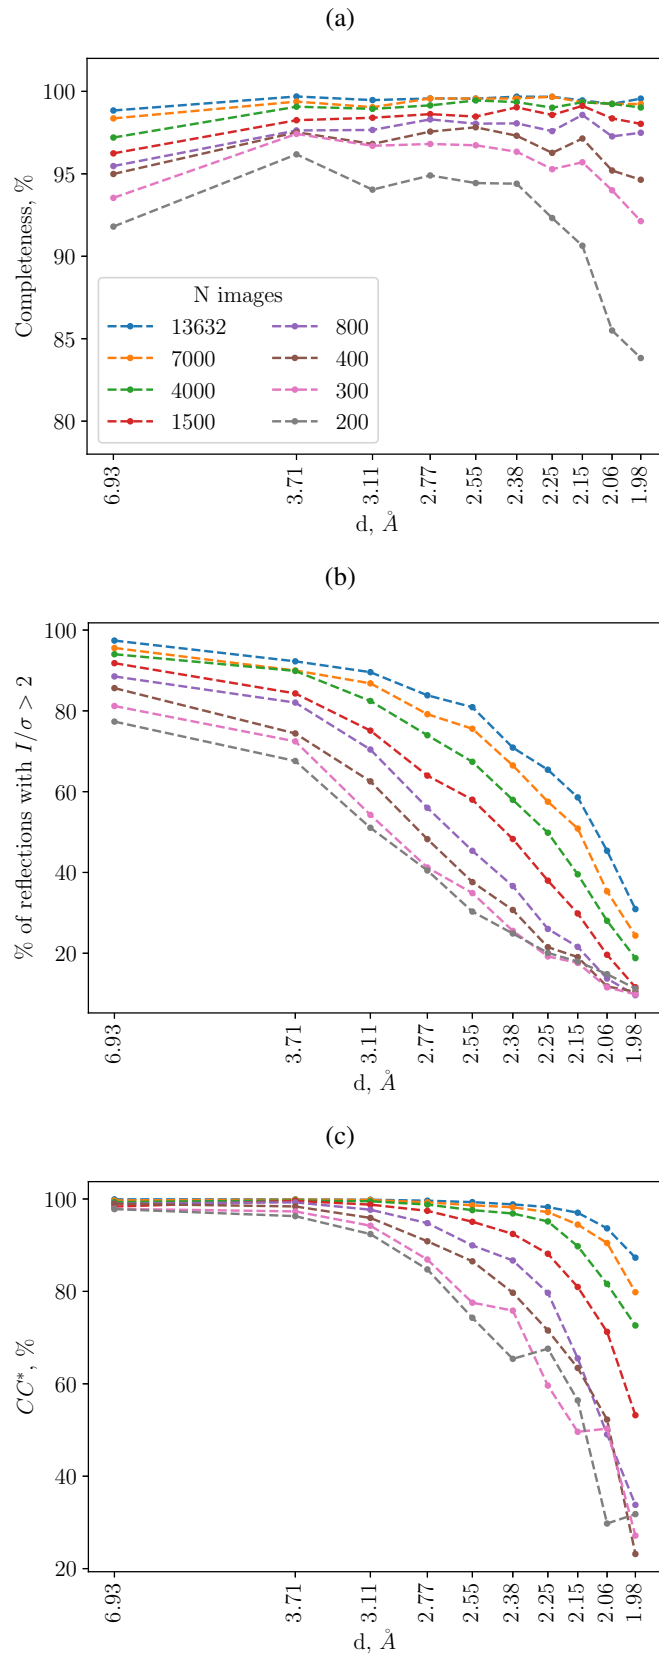 (a)
100
95
90
85
80
Completeness, %
N images
13632 800
7000 400
4000 300
1500 200
6.93 3.71 3.11 2.77 2.55 2.38 2.25 2.15 2.06 1.98
d, Å
(b)
100
80
60
40
20
% of reflections with I/σ > 2
6.93 3.71 3.11 2.77 2.55 2.38 2.25 2.15 2.06 1.98
d, Å
(c)
100
80
60
40
20
CC*, %
6.93 3.71 3.11 2.77 2.55 2.38 2.25 2.15 2.06 1.98
d, Å